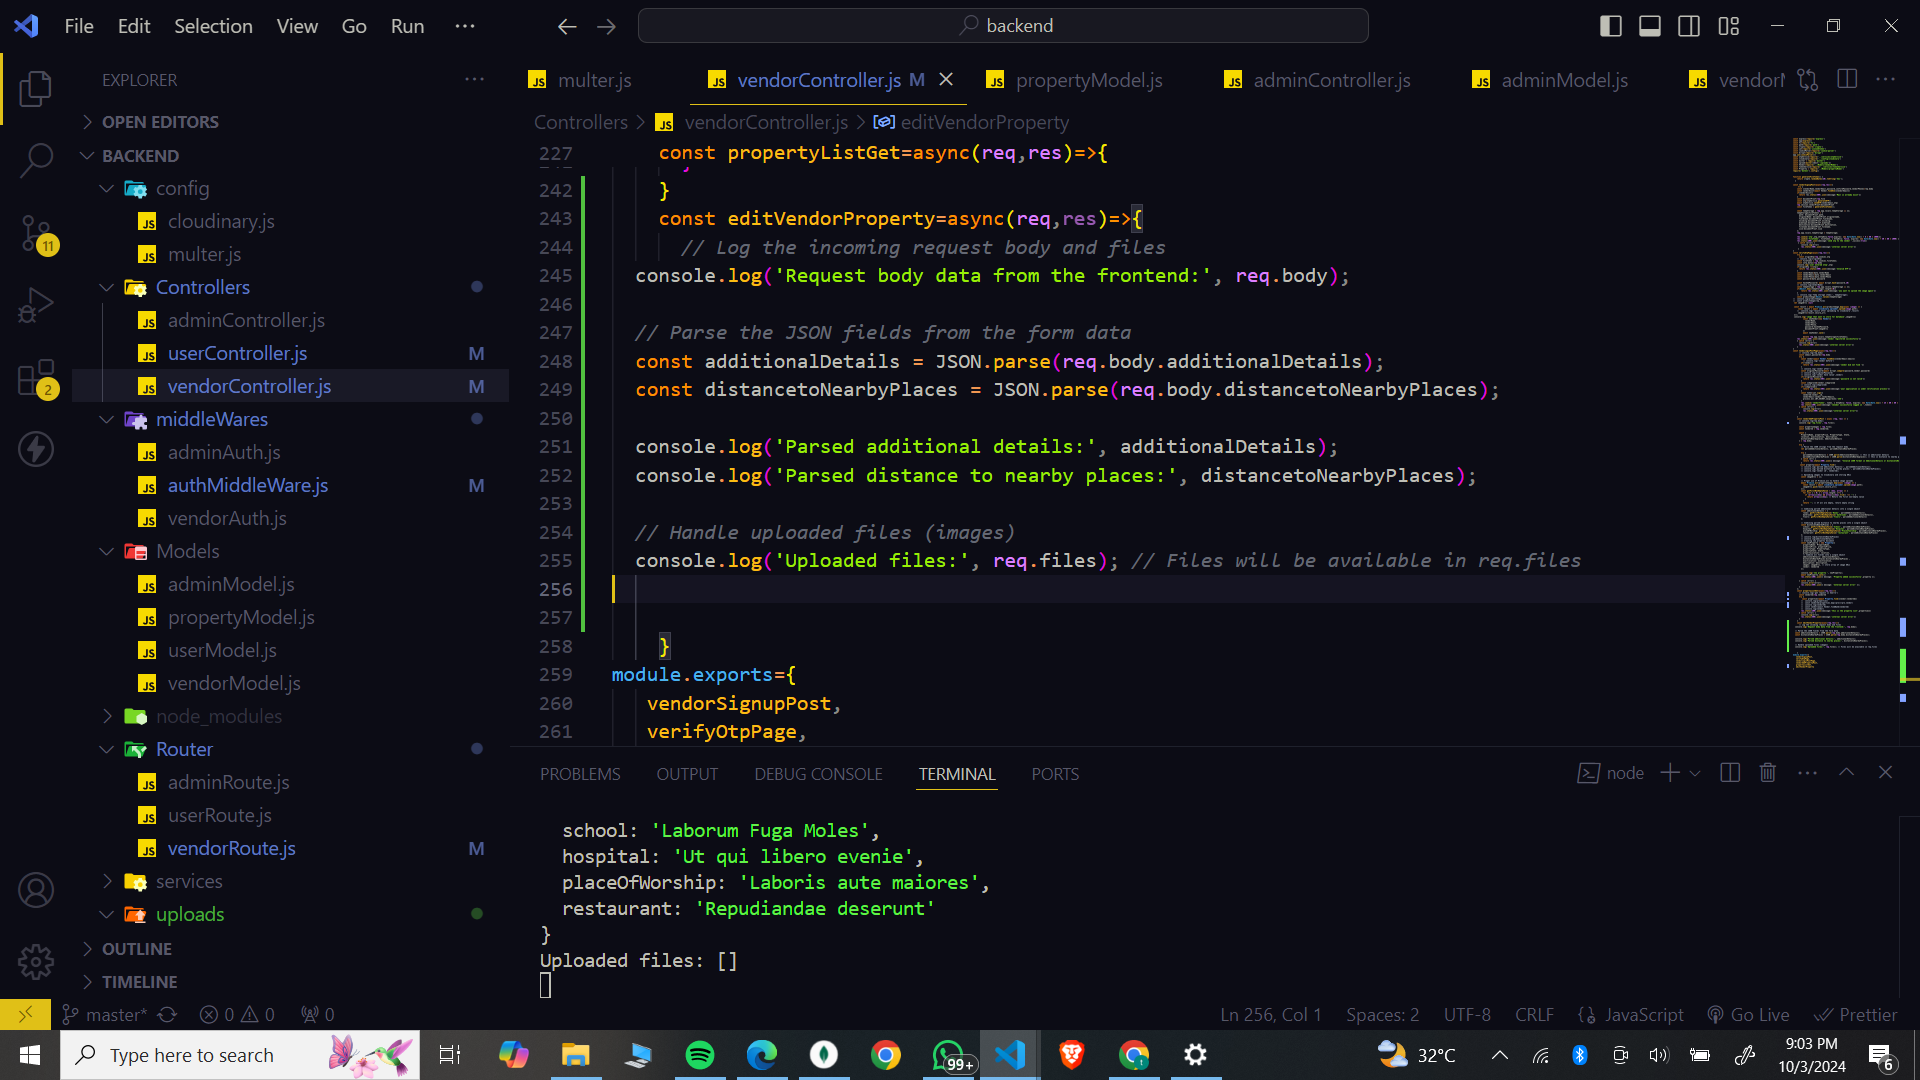 File Edit Selection View Go Run ···
backend
EXPLORER
multer.js
vendorController.js M
propertyModel.js
adminController.js
adminModel.js
Controllers > vendorController.js > editVendorProperty
OPEN EDITORS
BACKEND
config
cloudinary.js
multer.js
Controllers
adminController.js
userController.js M
vendorController.js M
middleWares
adminAuth.js
authMiddleWare.js M
vendorAuth.js
Models
adminModel.js
propertyModel.js
userModel.js
vendorModel.js
node_modules
Router
adminRoute.js
userRoute.js
vendorRoute.js M
services
uploads
OUTLINE
TIMELINE
11
2
227 const propertyListGet=async(req,res)=>{
242 }
243 const editVendorProperty=async(req,res)=>{
244 // Log the incoming request body and files
245 console.log('Request body data from the frontend:', req.body);
246
247 // Parse the JSON fields from the form data
248 const additionalDetails = JSON.parse(req.body.additionalDetails);
249 const distancetoNearbyPlaces = JSON.parse(req.body.distancetoNearbyPlaces);
250
251 console.log('Parsed additional details:', additionalDetails);
252 console.log('Parsed distance to nearby places:', distancetoNearbyPlaces);
253
254 // Handle uploaded files (images)
255 console.log('Uploaded files:', req.files); // Files will be available in req.files
256
257
258 }
259 module.exports={
260 vendorSignupPost,
261 verifyOtpPage,
PROBLEMS OUTPUT DEBUG CONSOLE TERMINAL PORTS
node
school: 'Laborum Fuga Moles',
hospital: 'Ut qui libero evenie',
placeOfWorship: 'Laboris aute maiores',
restaurant: 'Repudiandae deserunt'
}
Uploaded files: []
master* 0 0 0
Ln 256, Col 1 Spaces: 2 UTF-8 CRLF {} JavaScript Go Live Prettier
Type here to search
99+
32°C
9:03 PM
10/3/2024
6